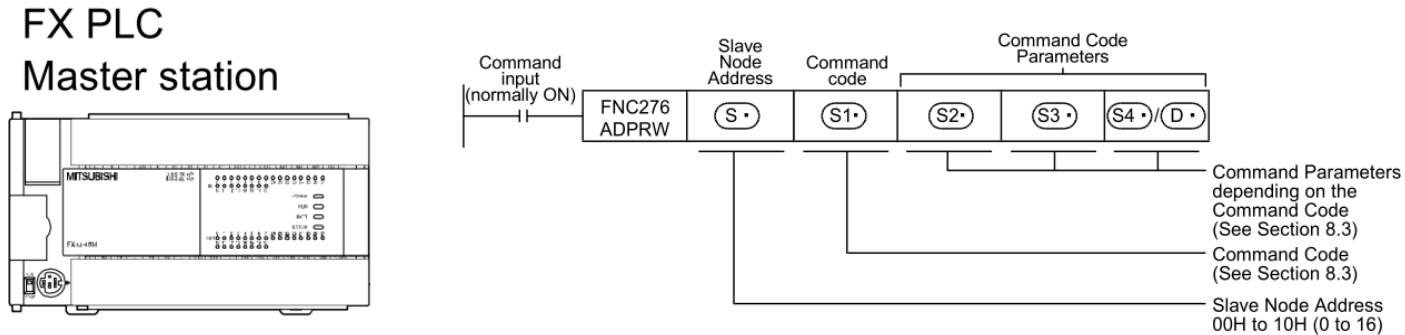 FX PLC
Master station
MITSUBISHI
Command
input
(normally ON)
FNC276
ADPRW
Slave
Node
Address
S·
Command
code
S1·
Command Code
Parameters
S2·
S3·
S4·/D·
Command Parameters
depending on the
Command Code
(See Section 8.3)
Command Code
(See Section 8.3)
Slave Node Address
00H to 10H (0 to 16)